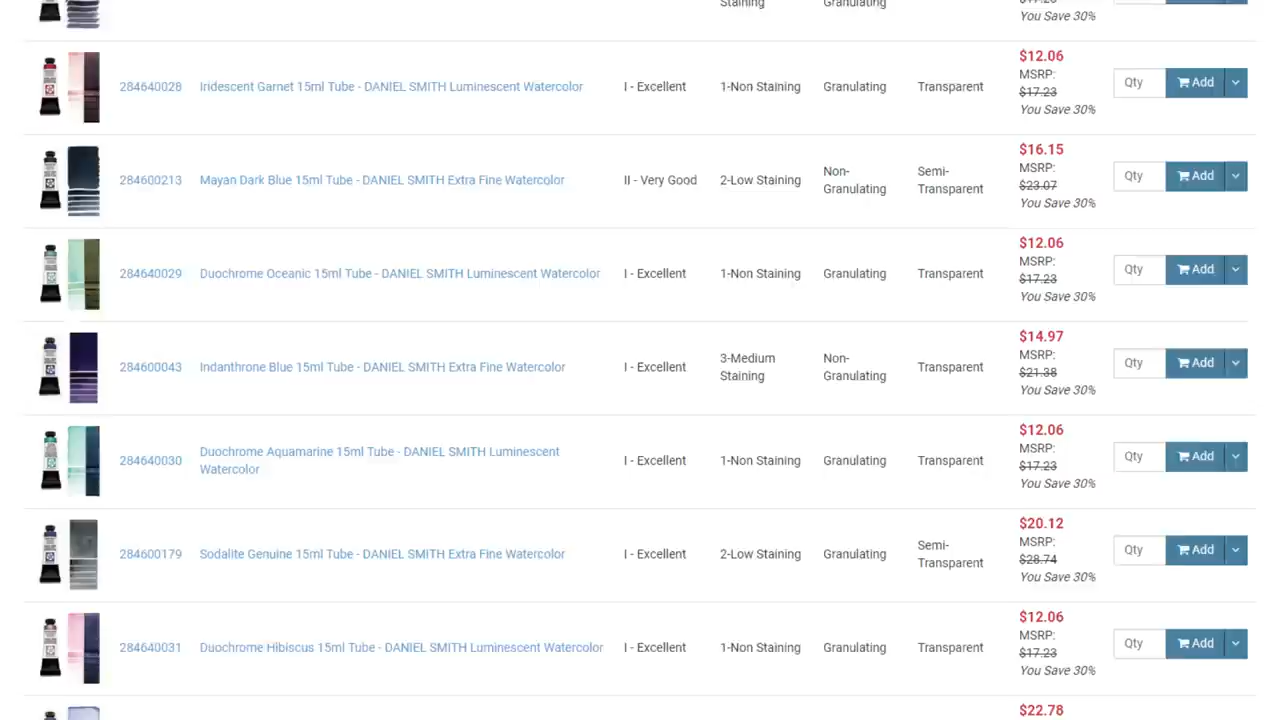 Staining
Granulating
$17.23
You Save 30%
284640028
Iridescent Garnet 15ml Tube - DANIEL SMITH Luminescent Watercolor
I - Excellent
1-Non Staining
Granulating
Transparent
$12.06
MSRP:
$17.23
You Save 30%
Qty
Add
284600213
Mayan Dark Blue 15ml Tube - DANIEL SMITH Extra Fine Watercolor
II - Very Good
2-Low Staining
Non-
Granulating
Semi-
Transparent
$16.15
MSRP:
$23.07
You Save 30%
Qty
Add
284640029
Duochrome Oceanic 15ml Tube - DANIEL SMITH Luminescent Watercolor
I - Excellent
1-Non Staining
Granulating
Transparent
$12.06
MSRP:
$17.23
You Save 30%
Qty
Add
284600043
Indanthrone Blue 15ml Tube - DANIEL SMITH Extra Fine Watercolor
I - Excellent
3-Medium
Staining
Non-
Granulating
Transparent
$14.97
MSRP:
$21.38
You Save 30%
Qty
Add
284640030
Duochrome Aquamarine 15ml Tube - DANIEL SMITH Luminescent
Watercolor
I - Excellent
1-Non Staining
Granulating
Transparent
$12.06
MSRP:
$17.23
You Save 30%
Qty
Add
284600179
Sodalite Genuine 15ml Tube - DANIEL SMITH Extra Fine Watercolor
I - Excellent
2-Low Staining
Granulating
Semi-
Transparent
$20.12
MSRP:
$28.74
You Save 30%
Qty
Add
284640031
Duochrome Hibiscus 15ml Tube - DANIEL SMITH Luminescent Watercolor
I - Excellent
1-Non Staining
Granulating
Transparent
$12.06
MSRP:
$17.23
You Save 30%
Qty
Add
$22.78